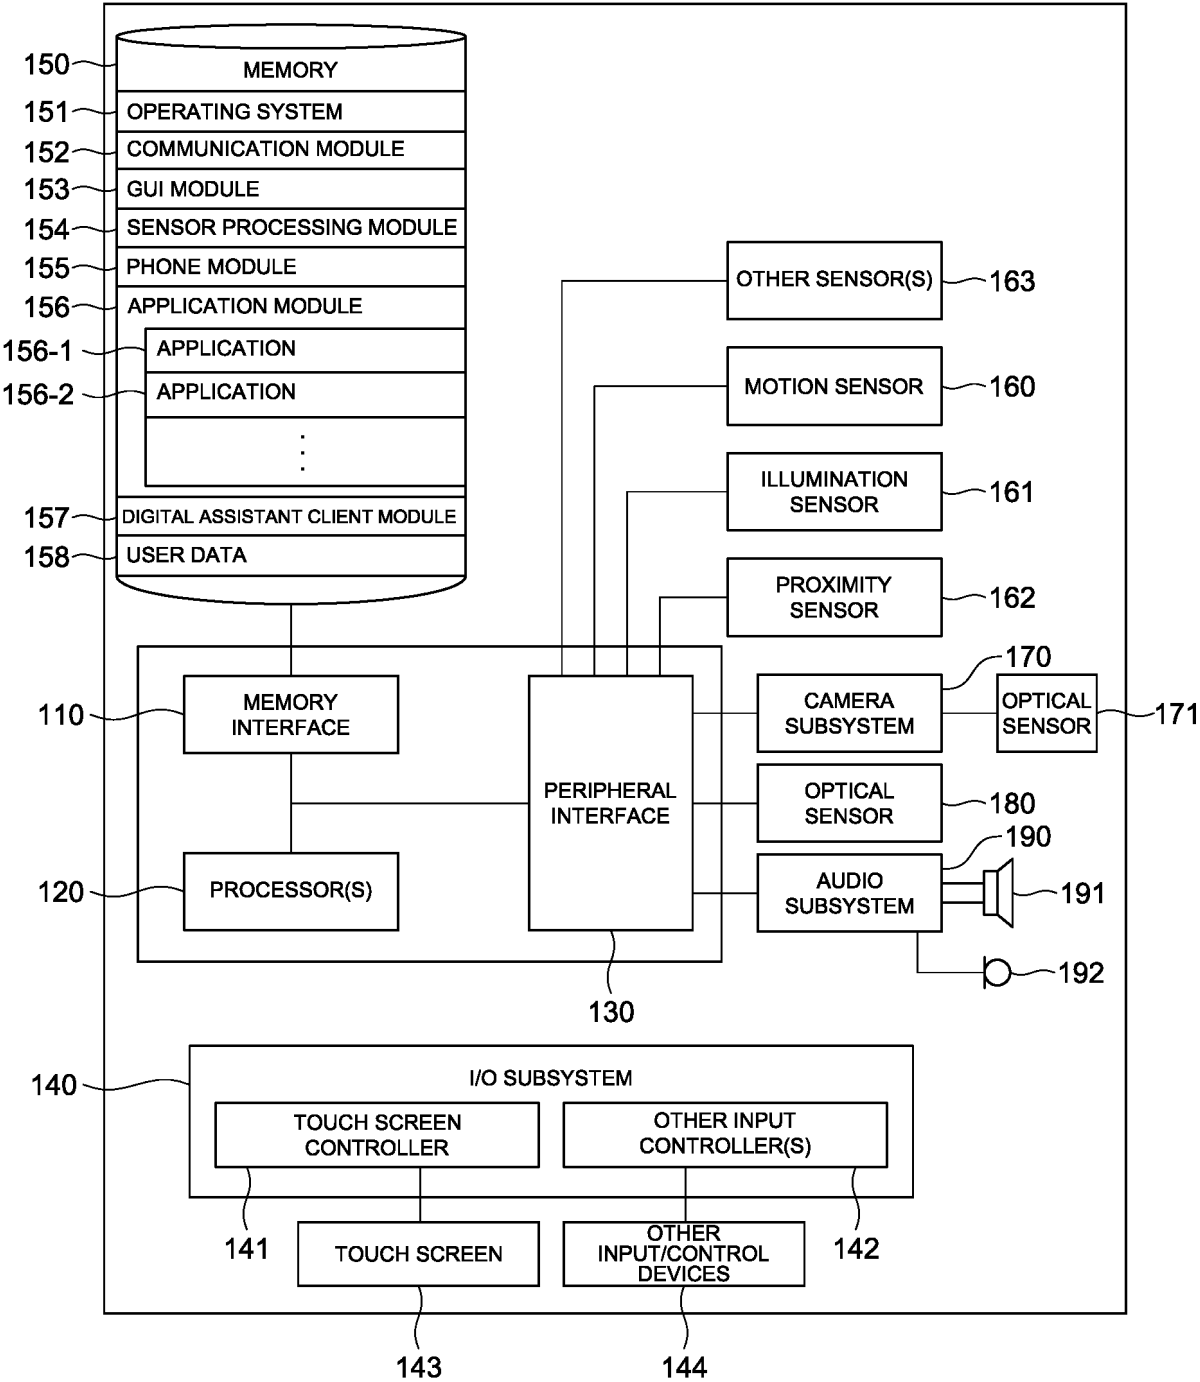 150
MEMORY
151
OPERATING SYSTEM
152
COMMUNICATION MODULE
153
GUI MODULE
154
SENSOR PROCESSING MODULE
155
PHONE MODULE
156
APPLICATION MODULE
156-1
APPLICATION
156-2
APPLICATION
157
DIGITAL ASSISTANT CLIENT MODULE
158
USER DATA
OTHER SENSOR(S)
163
MOTION SENSOR
160
ILLUMINATION
SENSOR
161
PROXIMITY
SENSOR
162
110
MEMORY
INTERFACE
120
PROCESSOR(S)
PERIPHERAL
INTERFACE
130
CAMERA
SUBSYSTEM
170
OPTICAL
SENSOR
171
OPTICAL
SENSOR
180
AUDIO
SUBSYSTEM
190
191
192
140
I/O SUBSYSTEM
TOUCH SCREEN
CONTROLLER
OTHER INPUT
CONTROLLER(S)
141
TOUCH SCREEN
OTHER
INPUT/CONTROL
DEVICES
142
143
144